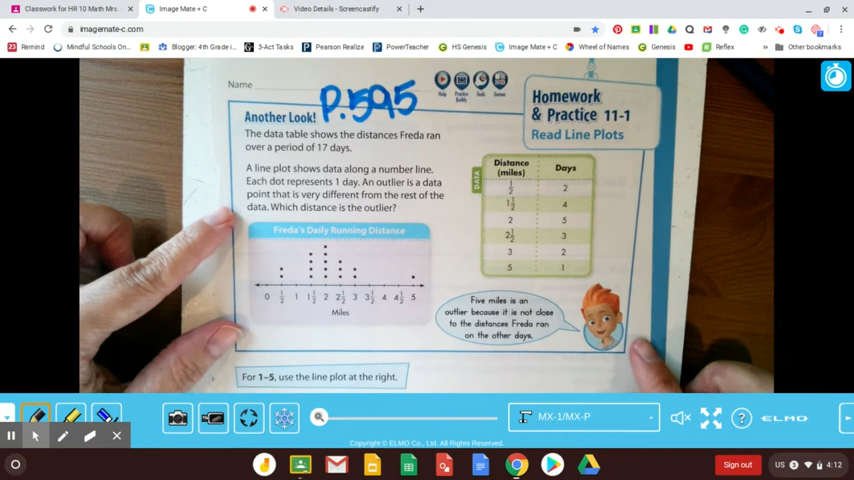 Classwork for HR 10 Math Mrs.
Image Mate + C
Video Details - Screencastify
imagemate-c.com
Remind
Mindful Schools On...
Blogger: 4th Grade i...
3-Act Tasks
Pearson Realize
PowerTeacher
HS Genesis
Image Mate + C
Wheel of Names
Genesis
Reflex
Other bookmarks
Name
P.595
Help
Practice Buddy
Tools
Games
Homework
& Practice 11-1
Read Line Plots
Another Look!
The data table shows the distances Freda ran
over a period of 17 days.
A line plot shows data along a number line.
Each dot represents 1 day. An outlier is a data
point that is very different from the rest of the
data. Which distance is the outlier?
Freda's Daily Running Distance
0 1/2 1 1 1/2 2 2 1/2 3 3 1/2 4 4 1/2 5
Miles
DATA
Distance (miles) Days
1/2 2
1 1/2 4
2 5
2 1/2 3
3 2
5 1
Five miles is an
outlier because it is not close
to the distances Freda ran
on the other days.
For 1–5, use the line plot at the right.
MX-1/MX-P
ELMO
Copyright © ELMO Co., Ltd. All Rights Reserved.
Sign out
US 3 4:12